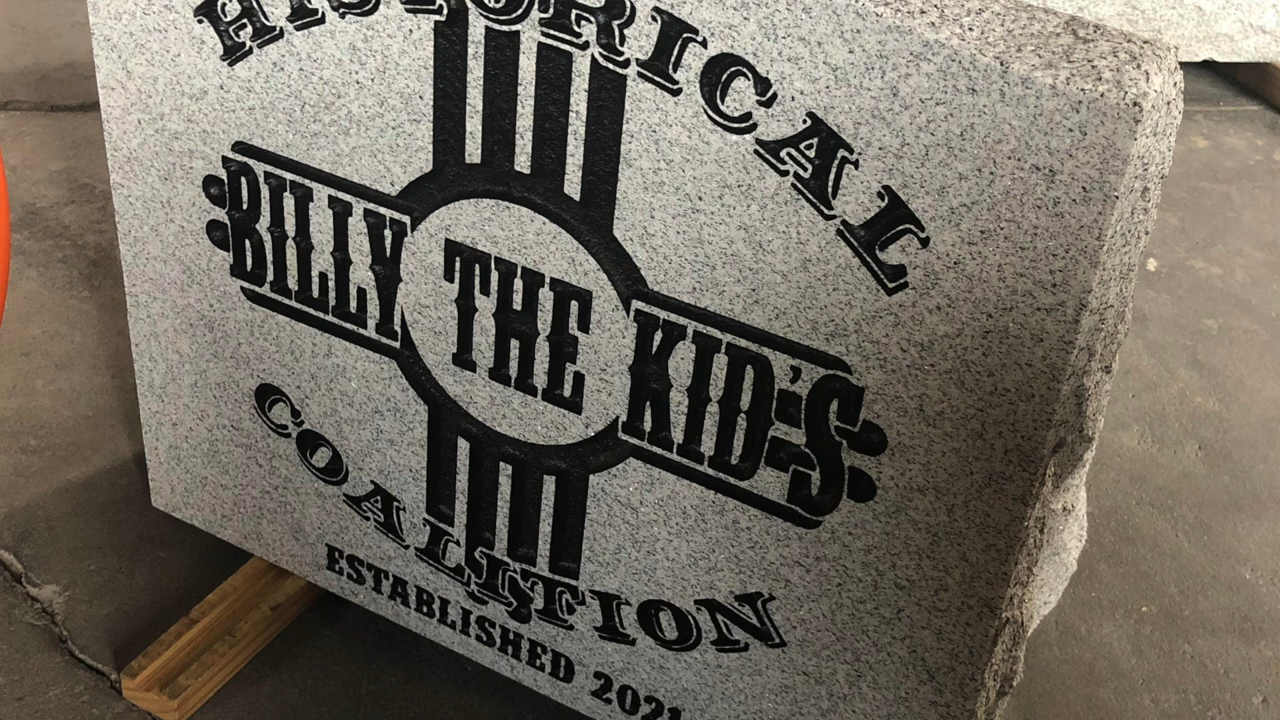 HISTORICAL
BILLY THE KID'S
COALITION
ESTABLISHED 2021